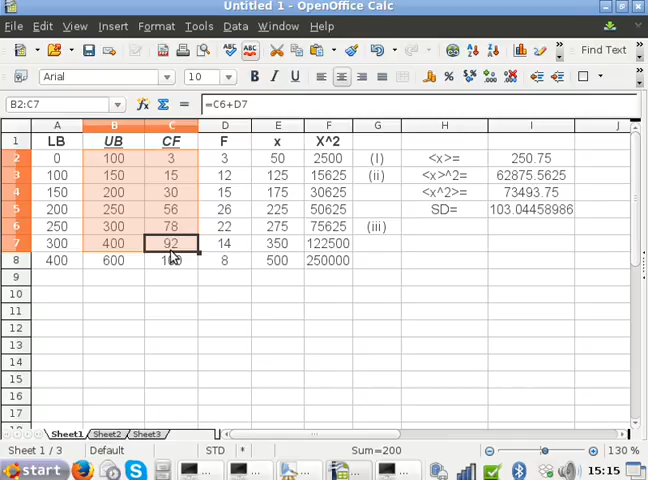 Untitled 1 - OpenOffice Calc
File Edit View Insert Format Tools Data Window Help
Find Text
Arial 10
B2:C7 =C6+D7
A B C D E F G H I J
1 LB UB CF F x X^2
2 0 100 3 3 50 2500 (I) <x>= 250.75
3 100 150 15 12 125 15625 (ii) <x>^2= 62875.5625
4 150 200 30 15 175 30625 <x^2>= 73493.75
5 200 250 56 26 225 50625 SD= 103.04458986
6 250 300 78 22 275 75625 (iii)
7 300 400 92 14 350 122500
8 400 600 8 500 250000
9
10
11
12
13
14
15
16
17
Sheet1 Sheet2 Sheet3
Sheet 1 / 3 Default STD * Sum=200 130 %
start 15:15